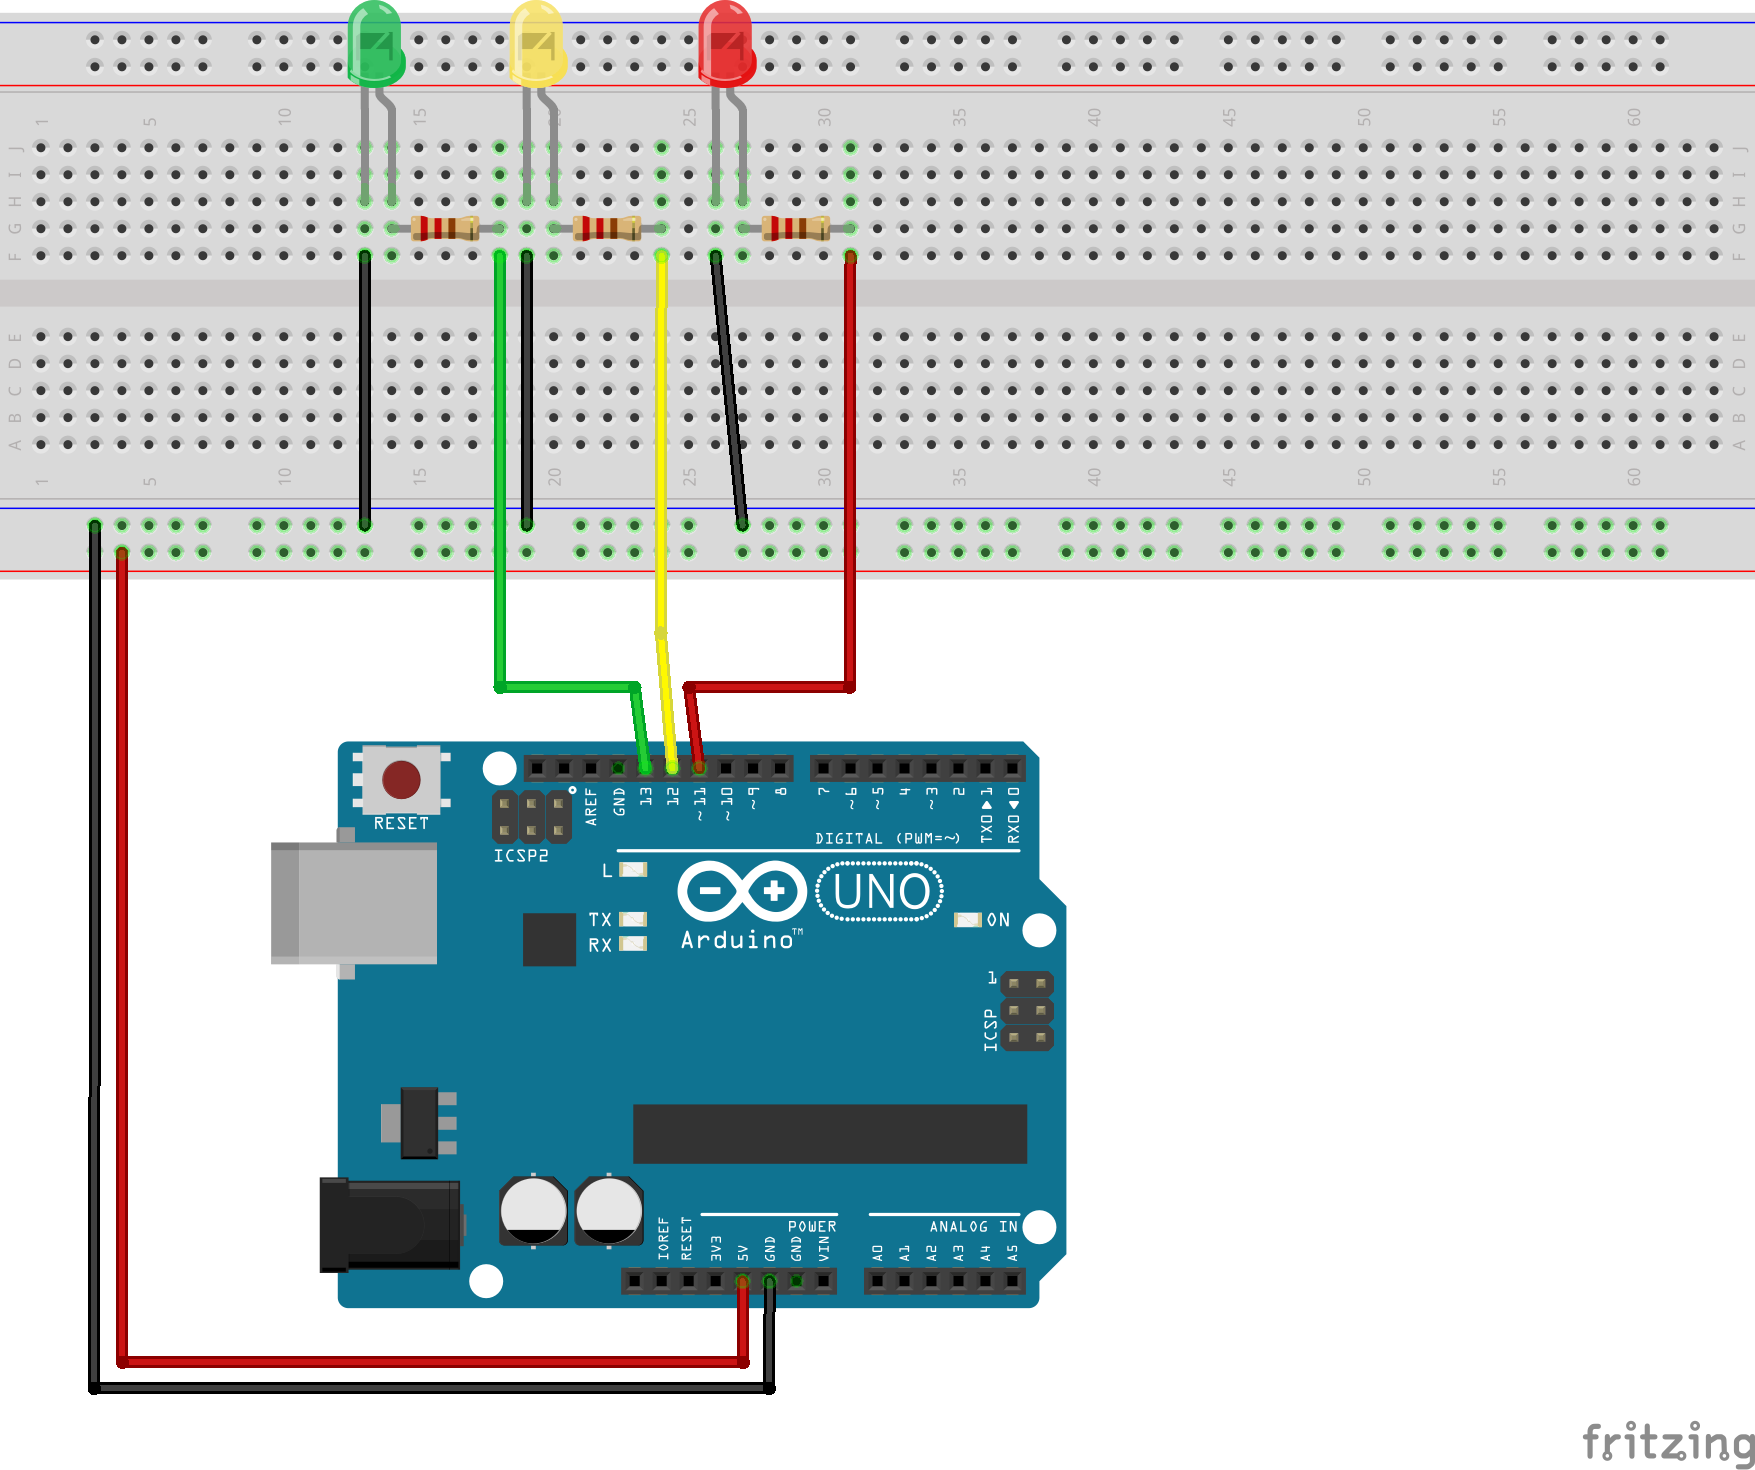 1 5 10 15 20 25 30 35 40 45 50 55 60
J J
I I
H H
G G
F F
E E
D D
C C
B B
A A
1 5 10 15 20 25 30 35 40 45 50 55 60
RESET
ICSP2
AREF
GND
13
12
~11
~10
~9
8
7
~6
~5
4
~3
2
TX0▶1
RX0◀0
DIGITAL (PWM=~)
L
TX
RX
UNO
ON
Arduino™
1
ICSP
POWER
ANALOG IN
IOREF
RESET
3V3
5V
GND
GND
VIN
A0
A1
A2
A3
A4
A5
fritzing